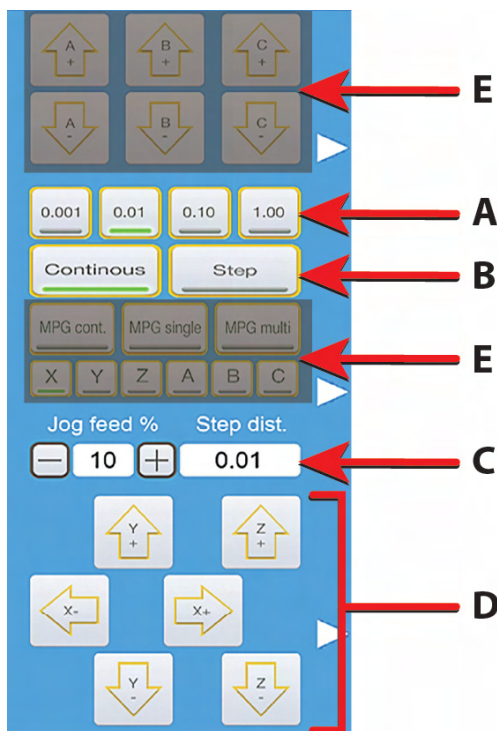 A + B + C +
E
A - B - C -
0.001 0.01 0.10 1.00 A
Continous Step B
MPG cont. MPG single MPG multi
E
X Y Z A B C
Jog feed % Step dist.
10 0.01 C
Y + Z +
X- X+ D
Y - Z -